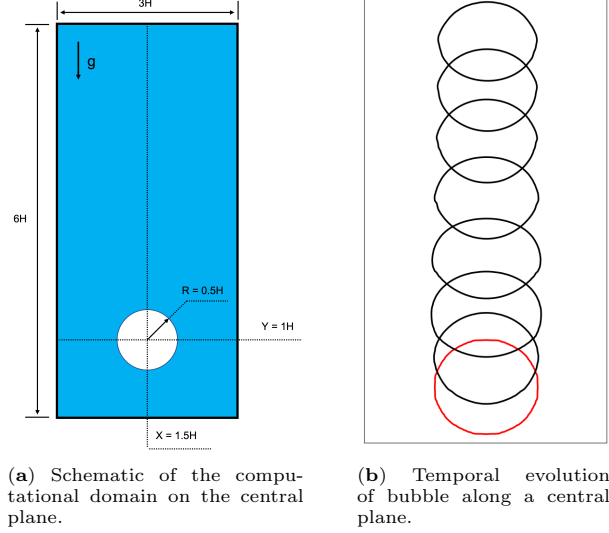 3H
g
6H
R = 0.5H
Y = 1H
X = 1.5H
(a) Schematic of the compu-
tational domain on the central
plane.
(b) Temporal evolution
of bubble along a central
plane.